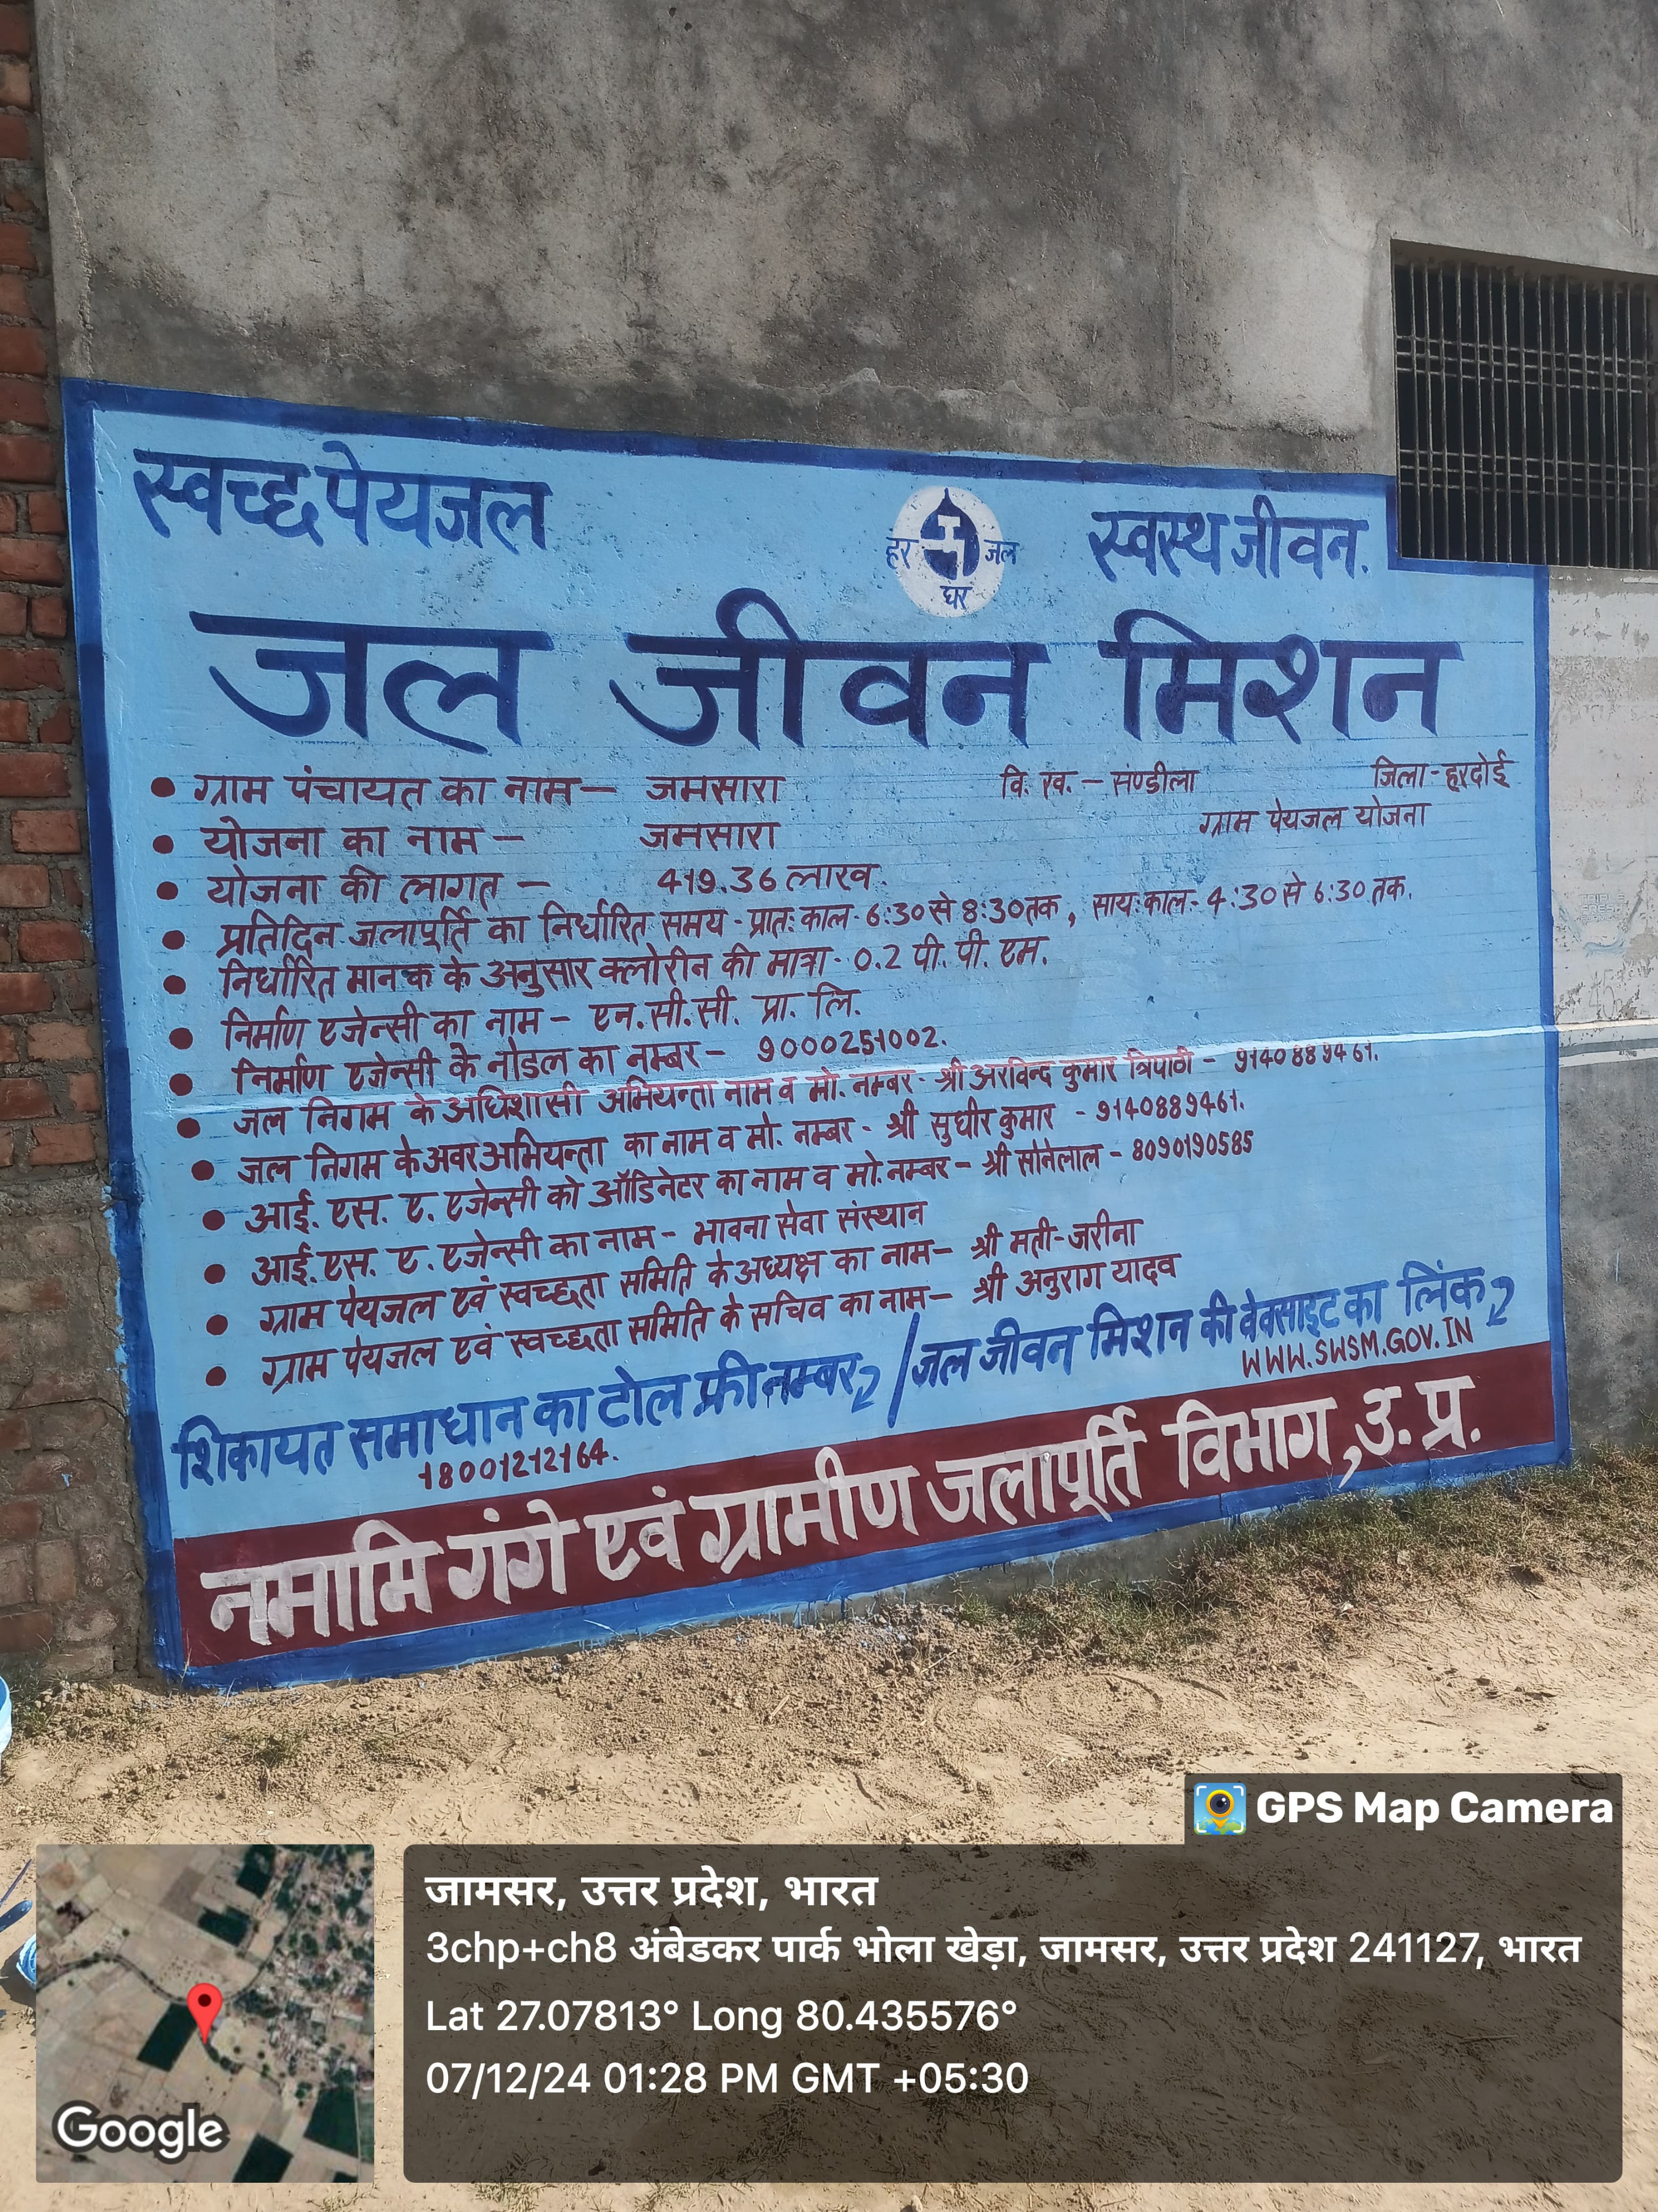 स्वच्छ पेयजल
हर जल
घर
स्वस्थ जीवन.
जल जीवन मिशन
• ग्राम पंचायत का नाम — जमसारा वि. ख. — सण्डीला जिला - हरदोई
• योजना का नाम — जमसारा ग्राम पेयजल योजना
• योजना की लागत — 419.36 लाख.
• प्रतिदिन जलापूर्ति का निर्धारित समय - प्रातः काल - 6:30 से 8:30 तक, सायः काल - 4:30 से 6:30 तक.
• निर्धारित मानक के अनुसार क्लोरीन की मात्रा - 0.2 पी. पी. एम.
• निर्माण एजेन्सी का नाम — एन. सी. सी. प्रा. लि.
• निर्माण एजेन्सी के नोडल का नम्बर — 9000251002.
• जल निगम के अधिशासी अभियन्ता नाम व मो. नम्बर - श्री अरविन्द कुमार त्रिपाठी - 9140889461.
• जल निगम के अवर अभियन्ता का नाम व मो. नम्बर - श्री सुधीर कुमार - 9140889461.
• आई. एस. ए. एजेन्सी को ऑडिनेटर का नाम व मो. नम्बर — श्री सोनेलाल - 8090190585
• आई. एस. ए. एजेन्सी का नाम - भावना सेवा संस्थान
• ग्राम पेयजल एवं स्वच्छता समिति के अध्यक्ष का नाम — श्री मती - जरीना
• ग्राम पेयजल एवं स्वच्छता समिति के सचिव का नाम — श्री अनुराग यादव
शिकायत समाधान का टोल फ्री नम्बर / जल जीवन मिशन की वेबसाइट का लिंक
18001212164. WWW.SWSM.GOV.IN
नमामि गंगे एवं ग्रामीण जलापूर्ति विभाग, उ. प्र.
GPS Map Camera
जामसर, उत्तर प्रदेश, भारत
3chp+ch8 अंबेडकर पार्क भोला खेड़ा, जामसर, उत्तर प्रदेश 241127, भारत
Lat 27.07813° Long 80.435576°
07/12/24 01:28 PM GMT +05:30
Google